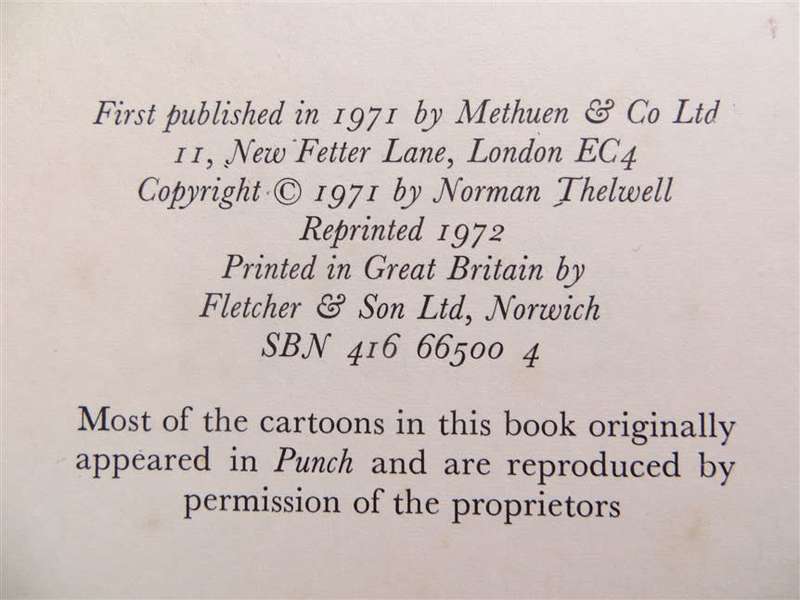 First published in 1971 by Methuen & Co Ltd
11, New Fetter Lane, London EC4
Copyright © 1971 by Norman Thelwell
Reprinted 1972
Printed in Great Britain by
Fletcher & Son Ltd, Norwich
SBN 416 66500 4
Most of the cartoons in this book originally
appeared in Punch and are reproduced by
permission of the proprietors